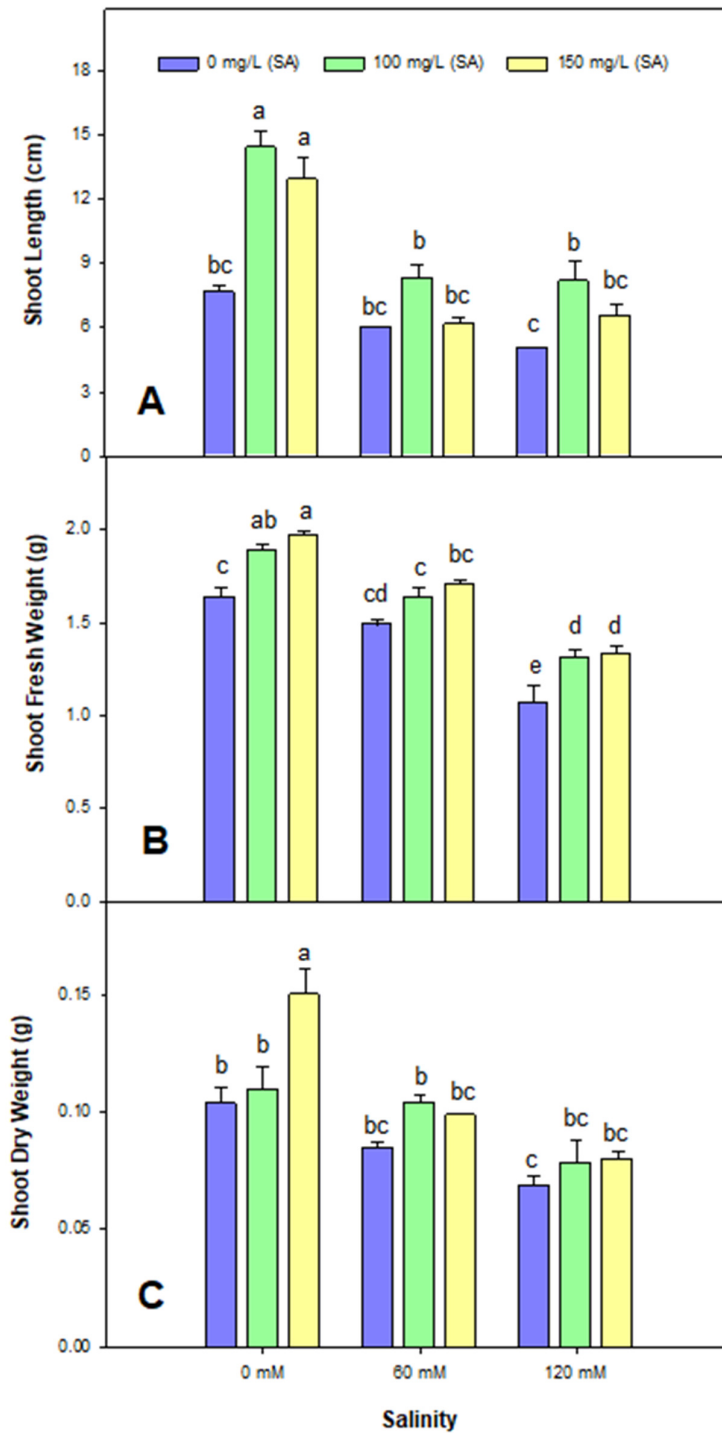 18
0 mg/L (SA) 100 mg/L (SA) 150 mg/L (SA)
15
12
9
6
3
0
Shoot Length (cm)
a
a
bc
b
bc
bc
b
bc
c
A
2.0
1.5
1.0
0.5
0.0
Shoot Fresh Weight (g)
c
ab
a
cd
c
bc
e
d
d
B
0.15
0.10
0.05
0.00
Shoot Dry Weight (g)
b
b
a
bc
b
bc
c
bc
bc
C
0 mM 60 mM 120 mM
Salinity